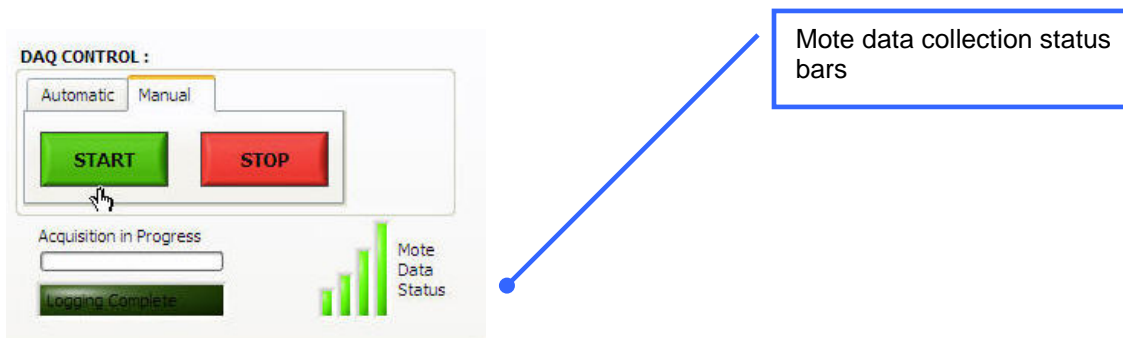 DAQ CONTROL :
Automatic Manual
START STOP
Acquisition in Progress
Logging Complete
Mote
Data
Status
Mote data collection status
bars